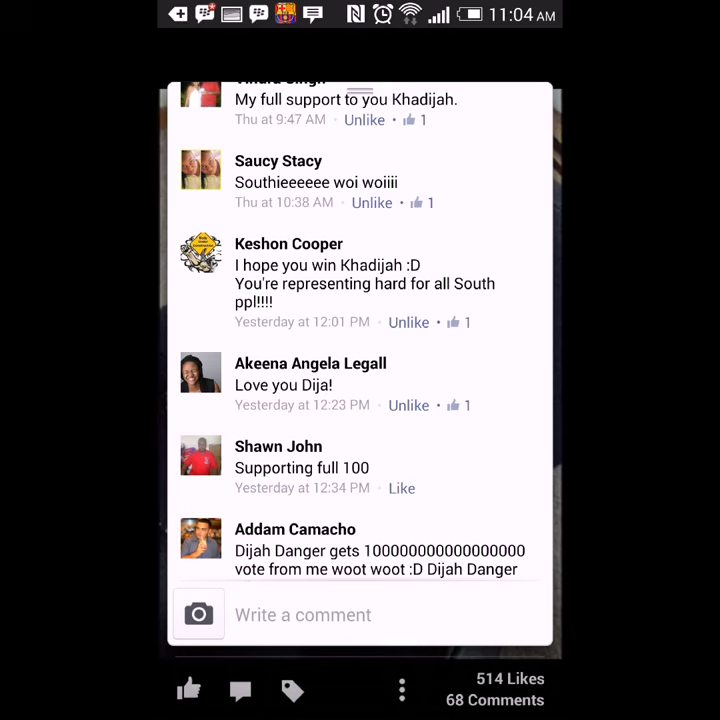 11:04 AM
My full support to you Khadijah.
Thu at 9:47 AM · Unlike • 1
Saucy Stacy
Southieeeeee woi woiiii
Thu at 10:38 AM · Unlike • 1
Keshon Cooper
I hope you win Khadijah :D
You're representing hard for all South
ppl!!!!
Yesterday at 12:01 PM · Unlike • 1
Akeena Angela Legall
Love you Dija!
Yesterday at 12:23 PM · Unlike • 1
Shawn John
Supporting full 100
Yesterday at 12:34 PM · Like
Addam Camacho
Dijah Danger gets 100000000000000000
vote from me woot woot :D Dijah Danger
Write a comment
514 Likes
68 Comments